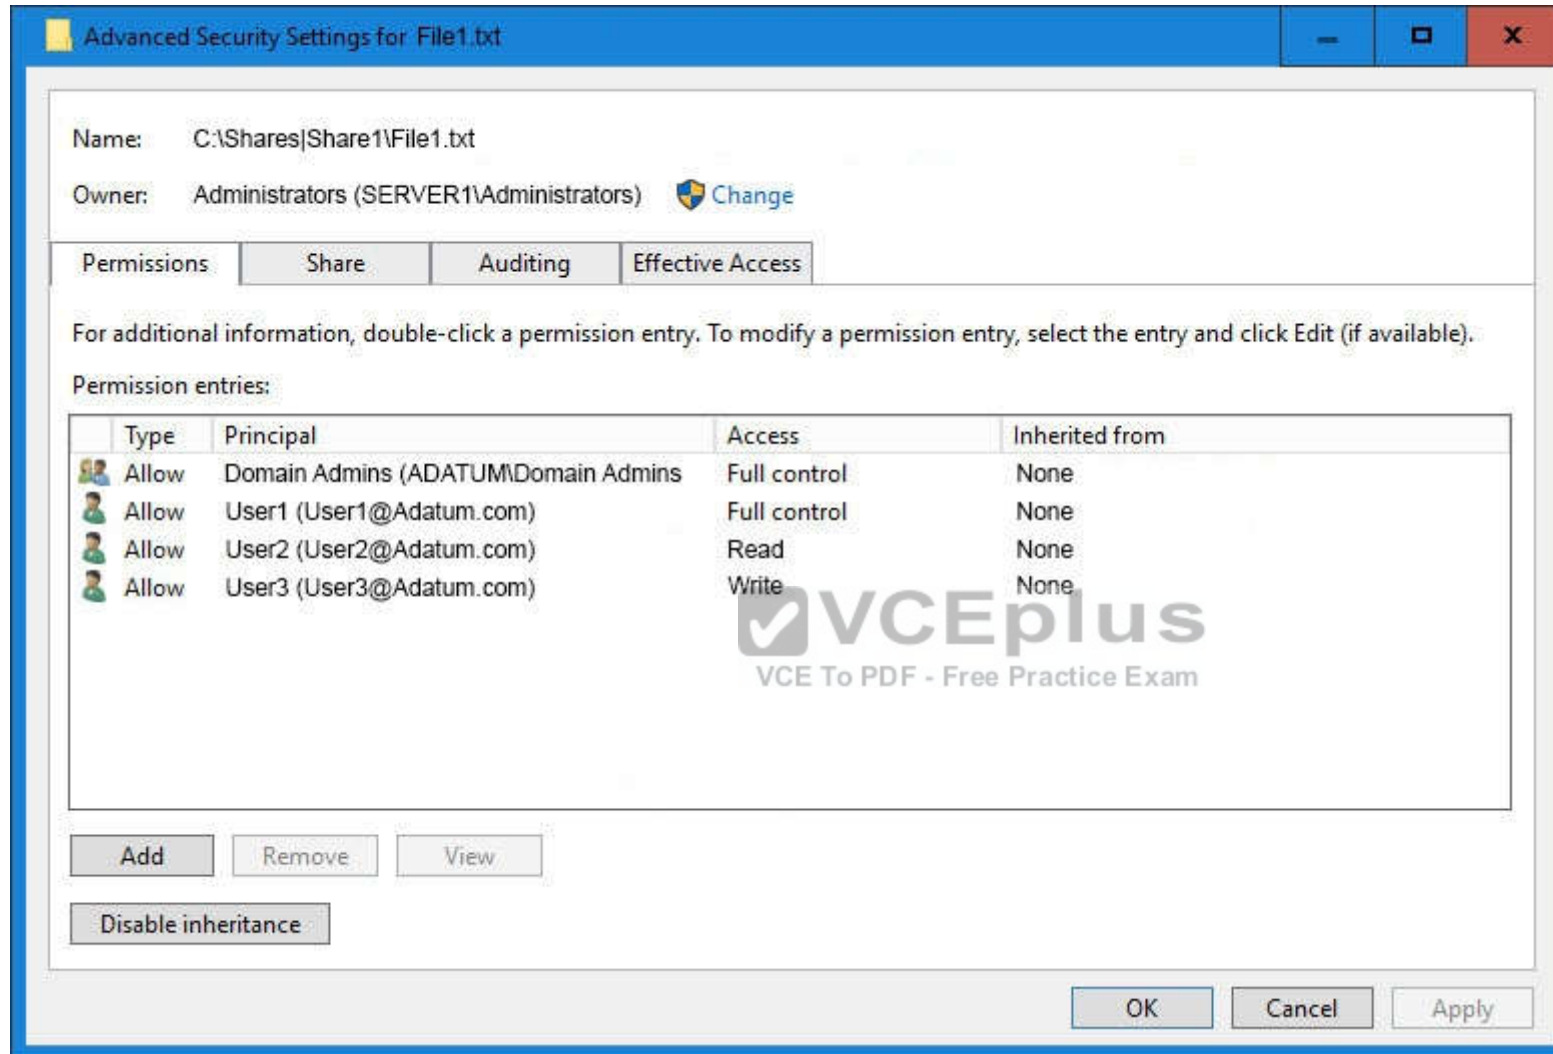 Advanced Security Settings for File1.txt
Name: C:\Shares|Share1\File1.txt
Owner: Administrators (SERVER1\Administrators) Change
Permissions Share Auditing Effective Access
For additional information, double-click a permission entry. To modify a permission entry, select the entry and click Edit (if available).
Permission entries:
Type Principal Access Inherited from
Allow Domain Admins (ADATUM\Domain Admins Full control None
Allow User1 (User1@Adatum.com) Full control None
Allow User2 (User2@Adatum.com) Read None
Allow User3 (User3@Adatum.com) Write None
VCEplus
VCE To PDF - Free Practice Exam
Add Remove View
Disable inheritance
OK Cancel Apply